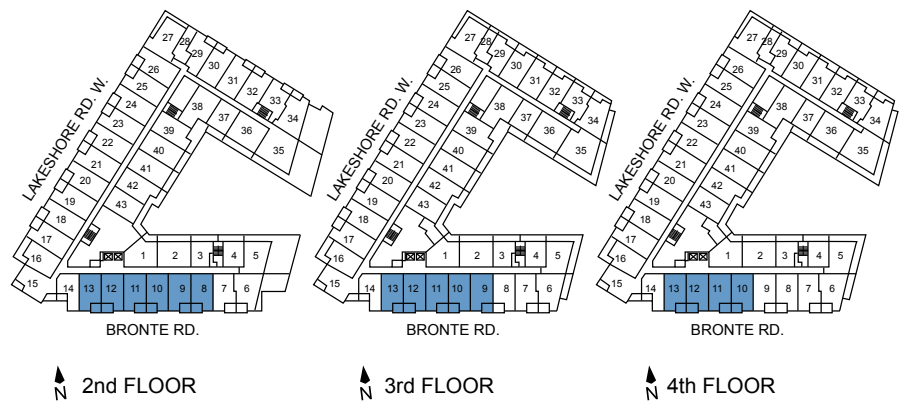 27 28 29 30 31 32 33 34 35
26 25 24 23 22 21 20 19 18 17 16 15
38 37 36 39 40 41 42 43
LAKESHORE RD. W.
1 2 3 4 5
14 13 12 11 10 9 8 7 6
BRONTE RD.
N 2nd FLOOR
27 28 29 30 31 32 33 34 35
26 25 24 23 22 21 20 19 18 17 16 15
38 37 36 39 40 41 42 43
LAKESHORE RD. W.
1 2 3 4 5
14 13 12 11 10 9 8 7 6
BRONTE RD.
N 3rd FLOOR
27 28 29 30 31 32 33 34 35
26 25 24 23 22 21 20 19 18 17 16 15
38 37 36 39 40 41 42 43
LAKESHORE RD. W.
1 2 3 4 5
14 13 12 11 10 9 8 7 6
BRONTE RD.
N 4th FLOOR